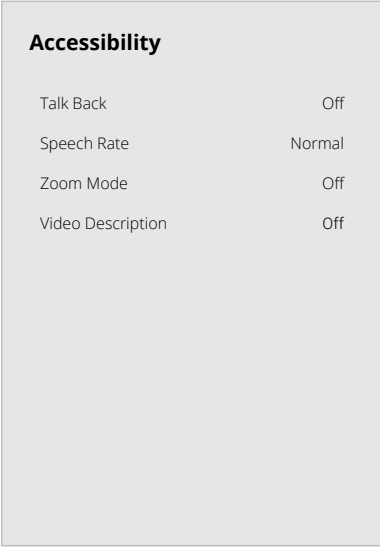 Accessibility
Talk Back Off
Speech Rate Normal
Zoom Mode Off
Video Description Off